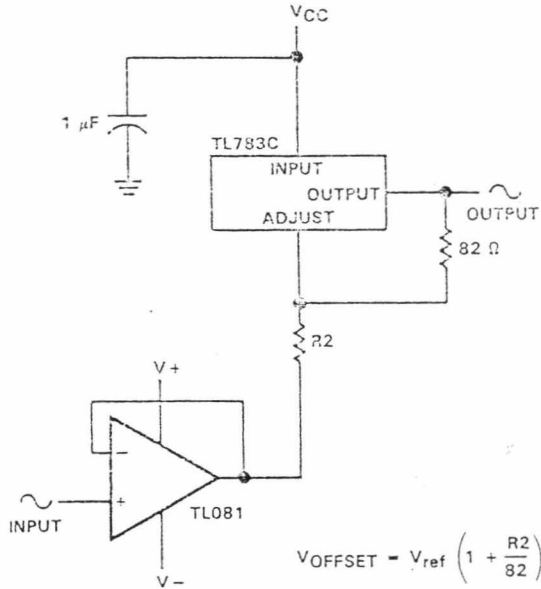 VCC
1 µF
TL783C
INPUT
OUTPUT
ADJUST
OUTPUT
82 Ω
R2
V+
−
+
INPUT
TL081
V−
VOFFSET = Vref (1 + R2/82)